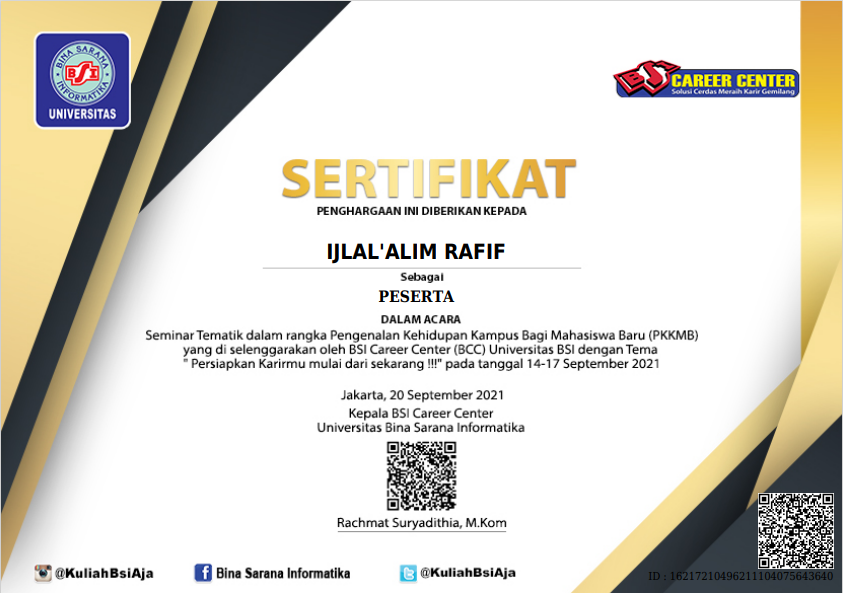 BINA SARANA
BSI
INFORMATIKA
UNIVERSITAS
BSI CAREER CENTER
Solusi Cerdas Meraih Karir Gemilang
SERTIFIKAT
PENGHARGAAN INI DIBERIKAN KEPADA
IJLAL'ALIM RAFIF
Sebagai
PESERTA
DALAM ACARA
Seminar Tematik dalam rangka Pengenalan Kehidupan Kampus Bagi Mahasiswa Baru (PKKMB)
yang di selenggarakan oleh BSI Career Center (BCC) Universitas BSI dengan Tema
" Persiapkan Karirmu mulai dari sekarang !!!" pada tanggal 14-17 September 2021
Jakarta, 20 September 2021
Kepala BSI Career Center
Universitas Bina Sarana Informatika
Rachmat Suryadithia, M.Kom
@KuliahBsiAja
Bina Sarana Informatika
@KuliahBsiAja
ID : 16217210496211104075643640